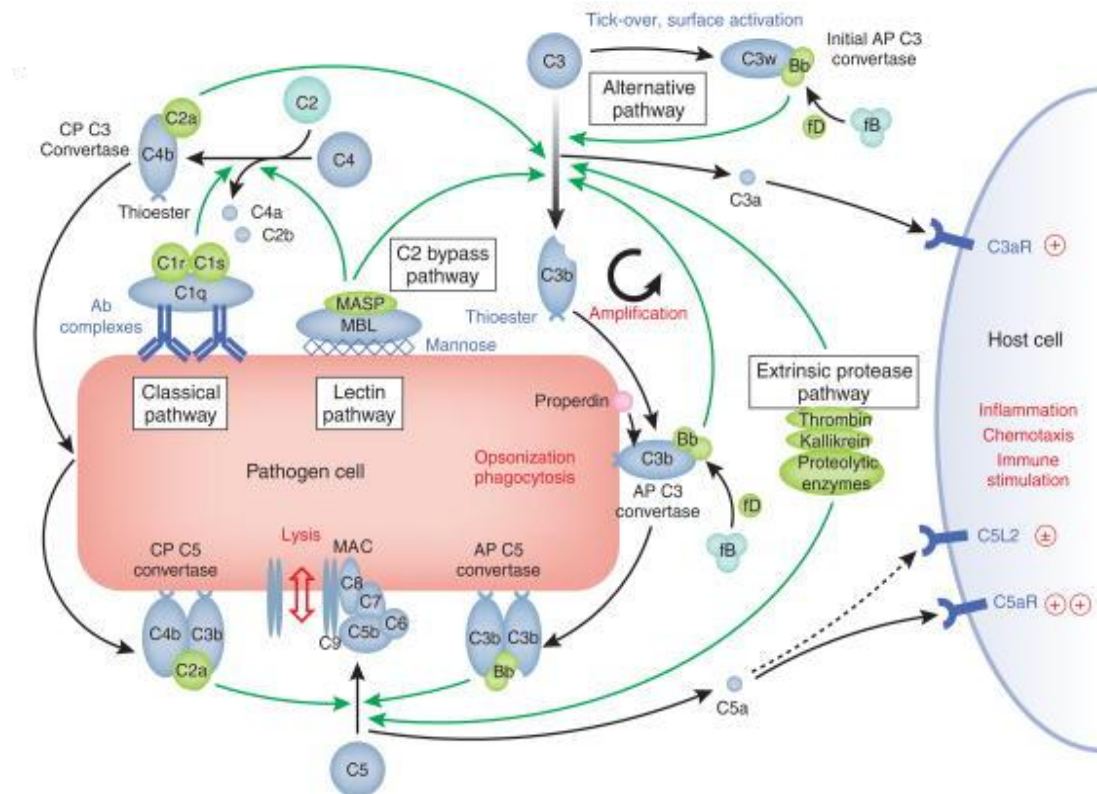 Tick-over, surface activation
C3
C3w
Bb
Initial AP C3
convertase
Alternative
pathway
fD
fB
C2a
C2
CP C3
Convertase
C4b
C4
Thioester
C4a
C2b
C3a
C3aR
+
C1r
C1s
C1q
Ab
complexes
C2 bypass
pathway
MASP
MBL
Mannose
C3b
Thioester
Amplification
Host cell
Classical
pathway
Lectin
pathway
Extrinsic protease
pathway
Thrombin
Kallikrein
Proteolytic
enzymes
Inflammation
Chemotaxis
Immune
stimulation
Properdin
Bb
C3b
Pathogen cell
Opsonization
phagocytosis
AP C3
convertase
fD
fB
Lysis
CP C5
convertase
MAC
AP C5
convertase
C5L2
±
C8
C7
C6
C5b
C9
C4b
C3b
C2a
C3b
C3b
Bb
C5aR
+ +
C5a
C5